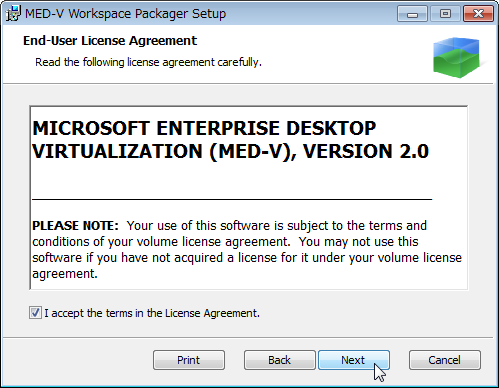 MED-V Workspace Packager Setup
End-User License Agreement
Read the following license agreement carefully.
MICROSOFT ENTERPRISE DESKTOP
VIRTUALIZATION (MED-V), VERSION 2.0
PLEASE NOTE: Your use of this software is subject to the terms and
conditions of your volume license agreement. You may not use this
software if you have not acquired a license for it under your volume license
agreement.
I accept the terms in the License Agreement.
Print Back Next Cancel